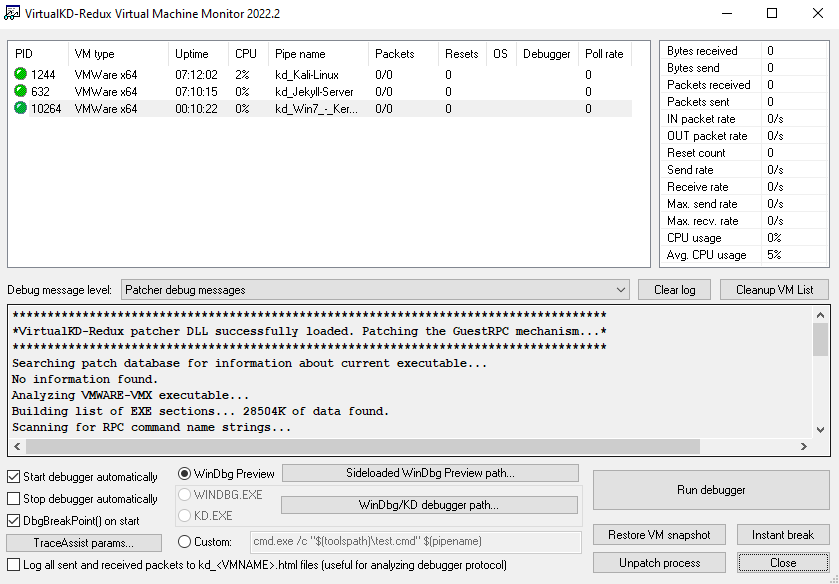 VirtualKD-Redux Virtual Machine Monitor 2022.2
PID VM type Uptime CPU Pipe name Packets Resets OS Debugger Poll rate
1244 VMWare x64 07:12:02 2% kd_Kali-Linux 0/0 0 0
632 VMWare x64 07:10:15 0% kd_Jekyll-Server 0/0 0 0
10264 VMWare x64 00:10:22 0% kd_Win7_-_Ker... 0/0 0 0
Bytes received 0
Bytes send 0
Packets received 0
Packets sent 0
IN packet rate 0/s
OUT packet rate 0/s
Reset count 0
Send rate 0/s
Receive rate 0/s
Max. send rate 0/s
Max. recv. rate 0/s
CPU usage 0%
Avg. CPU usage 5%
Debug message level: Patcher debug messages Clear log Cleanup VM List
*************************************************************************************
*VirtualKD-Redux patcher DLL successfully loaded. Patching the GuestRPC mechanism...*
*************************************************************************************
Searching patch database for information about current executable...
No information found.
Analyzing VMWARE-VMX executable...
Building list of EXE sections... 28504K of data found.
Scanning for RPC command name strings...
Start debugger automatically
Stop debugger automatically
DbgBreakPoint() on start
TraceAssist params...
WinDbg Preview Sideloaded WinDbg Preview path...
WINDBG.EXE
KD.EXE
WinDbg/KD debugger path...
Custom: cmd.exe /c "$(toolspath)\test.cmd" $(pipename)
Run debugger
Restore VM snapshot Instant break
Unpatch process Close
Log all sent and received packets to kd_<VMNAME>.html files (useful for analyzing debugger protocol)